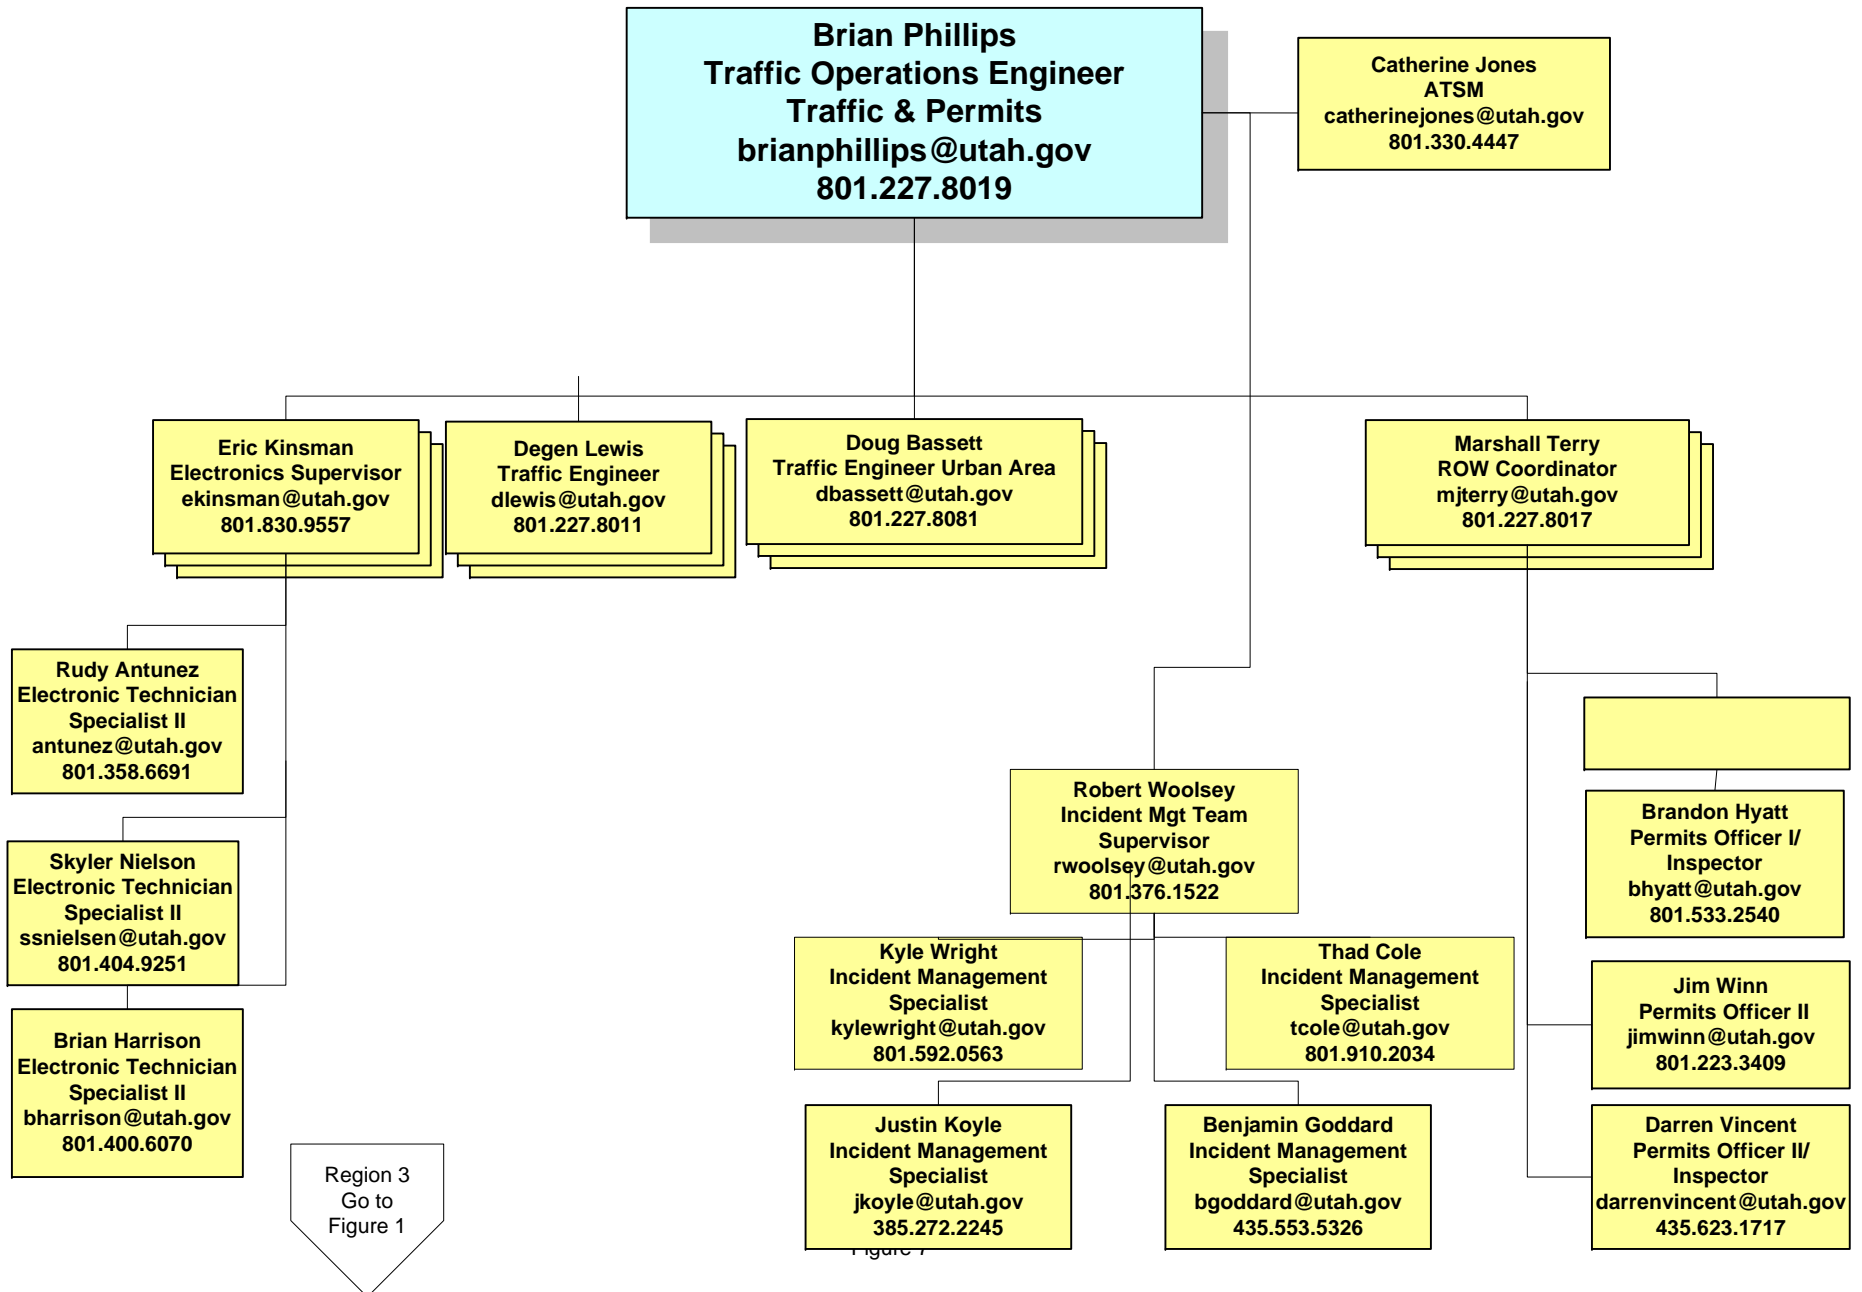 Brian Phillips
Traffic Operations Engineer
Traffic & Permits
brianphillips@utah.gov
801.227.8019
Catherine Jones
ATSM
catherinejones@utah.gov
801.330.4447
Eric Kinsman
Electronics Supervisor
ekinsman@utah.gov
801.830.9557
Degen Lewis
Traffic Engineer
dlewis@utah.gov
801.227.8011
Doug Bassett
Traffic Engineer Urban Area
dbassett@utah.gov
801.227.8081
Marshall Terry
ROW Coordinator
mjterry@utah.gov
801.227.8017
Rudy Antunez
Electronic Technician
Specialist II
antunez@utah.gov
801.358.6691
Skyler Nielson
Electronic Technician
Specialist II
ssnielsen@utah.gov
801.404.9251
Brian Harrison
Electronic Technician
Specialist II
bharrison@utah.gov
801.400.6070
Robert Woolsey
Incident Mgt Team
Supervisor
rwoolsey@utah.gov
801.376.1522
Kyle Wright
Incident Management
Specialist
kylewright@utah.gov
801.592.0563
Thad Cole
Incident Management
Specialist
tcole@utah.gov
801.910.2034
Justin Koyle
Incident Management
Specialist
jkoyle@utah.gov
385.272.2245
Benjamin Goddard
Incident Management
Specialist
bgoddard@utah.gov
435.553.5326
Brandon Hyatt
Permits Officer I/
Inspector
bhyatt@utah.gov
801.533.2540
Jim Winn
Permits Officer II
jimwinn@utah.gov
801.223.3409
Darren Vincent
Permits Officer II/
Inspector
darrenvincent@utah.gov
435.623.1717
Region 3
Go to
Figure 1
Figure 7